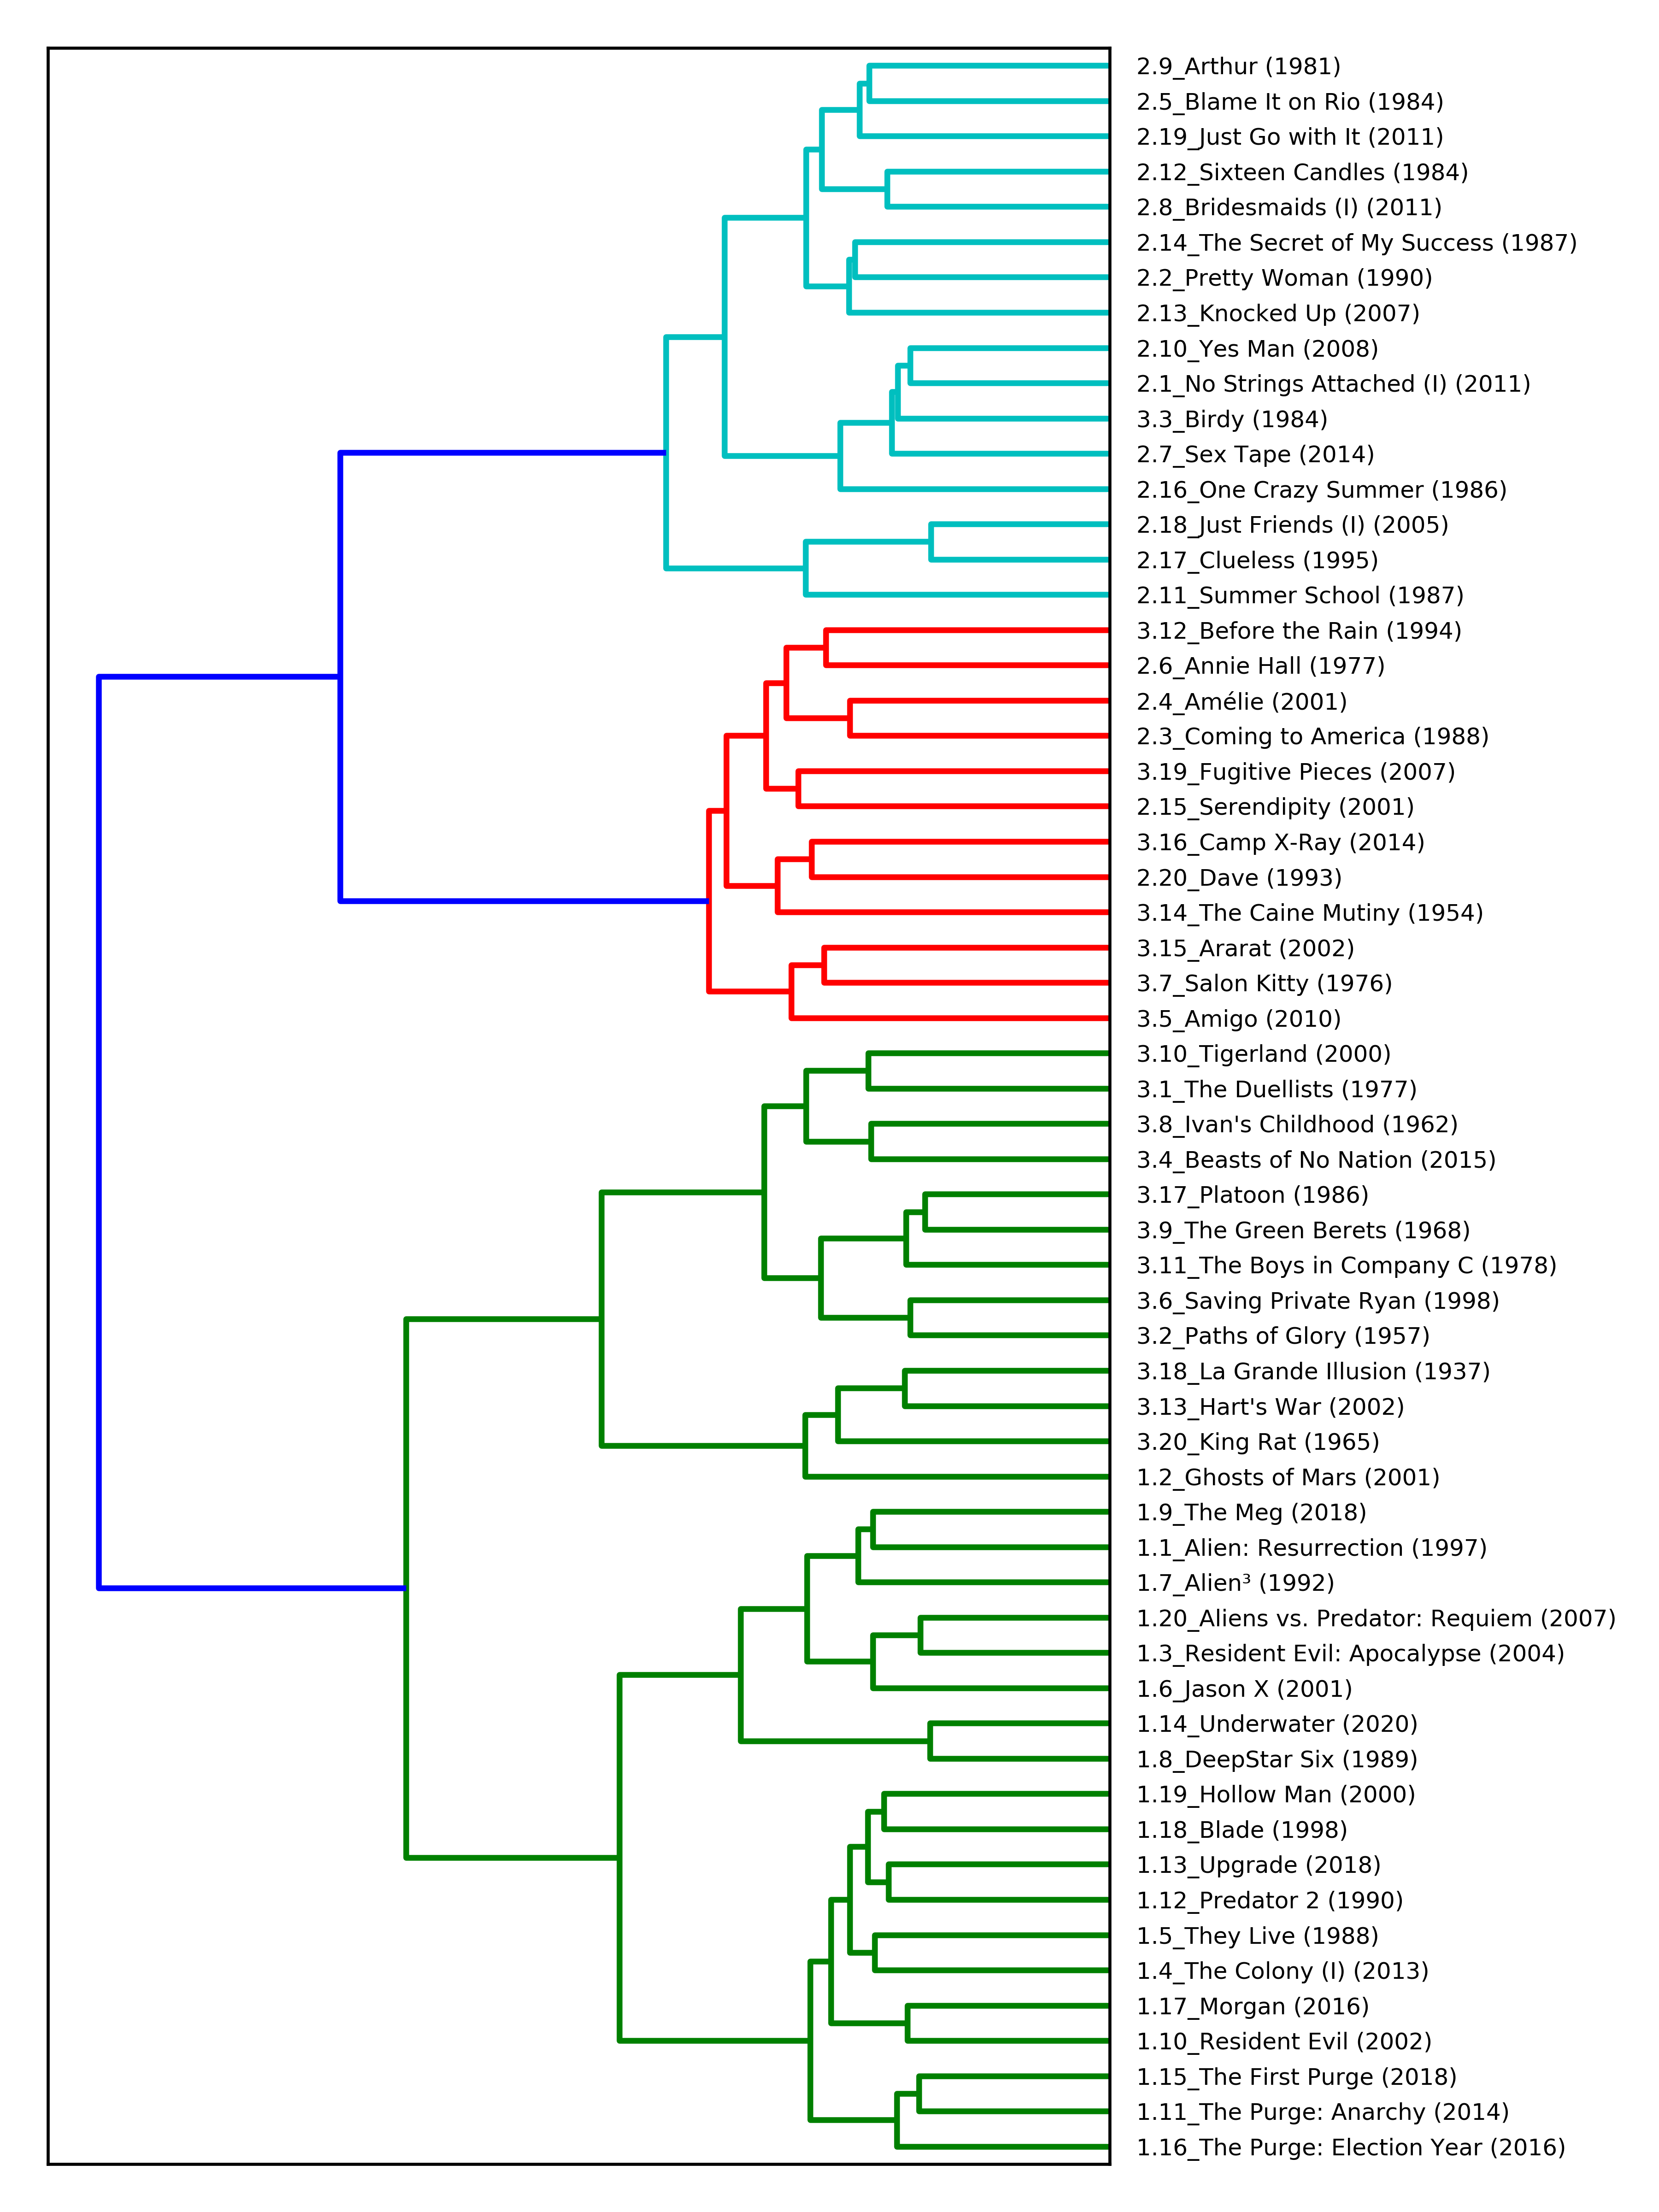 2.9_Arthur (1981)
2.5_Blame It on Rio (1984)
2.19_Just Go with It (2011)
2.12_Sixteen Candles (1984)
2.8_Bridesmaids (I) (2011)
2.14_The Secret of My Success (1987)
2.2_Pretty Woman (1990)
2.13_Knocked Up (2007)
2.10_Yes Man (2008)
2.1_No Strings Attached (I) (2011)
3.3_Birdy (1984)
2.7_Sex Tape (2014)
2.16_One Crazy Summer (1986)
2.18_Just Friends (I) (2005)
2.17_Clueless (1995)
2.11_Summer School (1987)
3.12_Before the Rain (1994)
2.6_Annie Hall (1977)
2.4_Amélie (2001)
2.3_Coming to America (1988)
3.19_Fugitive Pieces (2007)
2.15_Serendipity (2001)
3.16_Camp X-Ray (2014)
2.20_Dave (1993)
3.14_The Caine Mutiny (1954)
3.15_Ararat (2002)
3.7_Salon Kitty (1976)
3.5_Amigo (2010)
3.10_Tigerland (2000)
3.1_The Duellists (1977)
3.8_Ivan's Childhood (1962)
3.4_Beasts of No Nation (2015)
3.17_Platoon (1986)
3.9_The Green Berets (1968)
3.11_The Boys in Company C (1978)
3.6_Saving Private Ryan (1998)
3.2_Paths of Glory (1957)
3.18_La Grande Illusion (1937)
3.13_Hart's War (2002)
3.20_King Rat (1965)
1.2_Ghosts of Mars (2001)
1.9_The Meg (2018)
1.1_Alien: Resurrection (1997)
1.7_Alien³ (1992)
1.20_Aliens vs. Predator: Requiem (2007)
1.3_Resident Evil: Apocalypse (2004)
1.6_Jason X (2001)
1.14_Underwater (2020)
1.8_DeepStar Six (1989)
1.19_Hollow Man (2000)
1.18_Blade (1998)
1.13_Upgrade (2018)
1.12_Predator 2 (1990)
1.5_They Live (1988)
1.4_The Colony (I) (2013)
1.17_Morgan (2016)
1.10_Resident Evil (2002)
1.15_The First Purge (2018)
1.11_The Purge: Anarchy (2014)
1.16_The Purge: Election Year (2016)